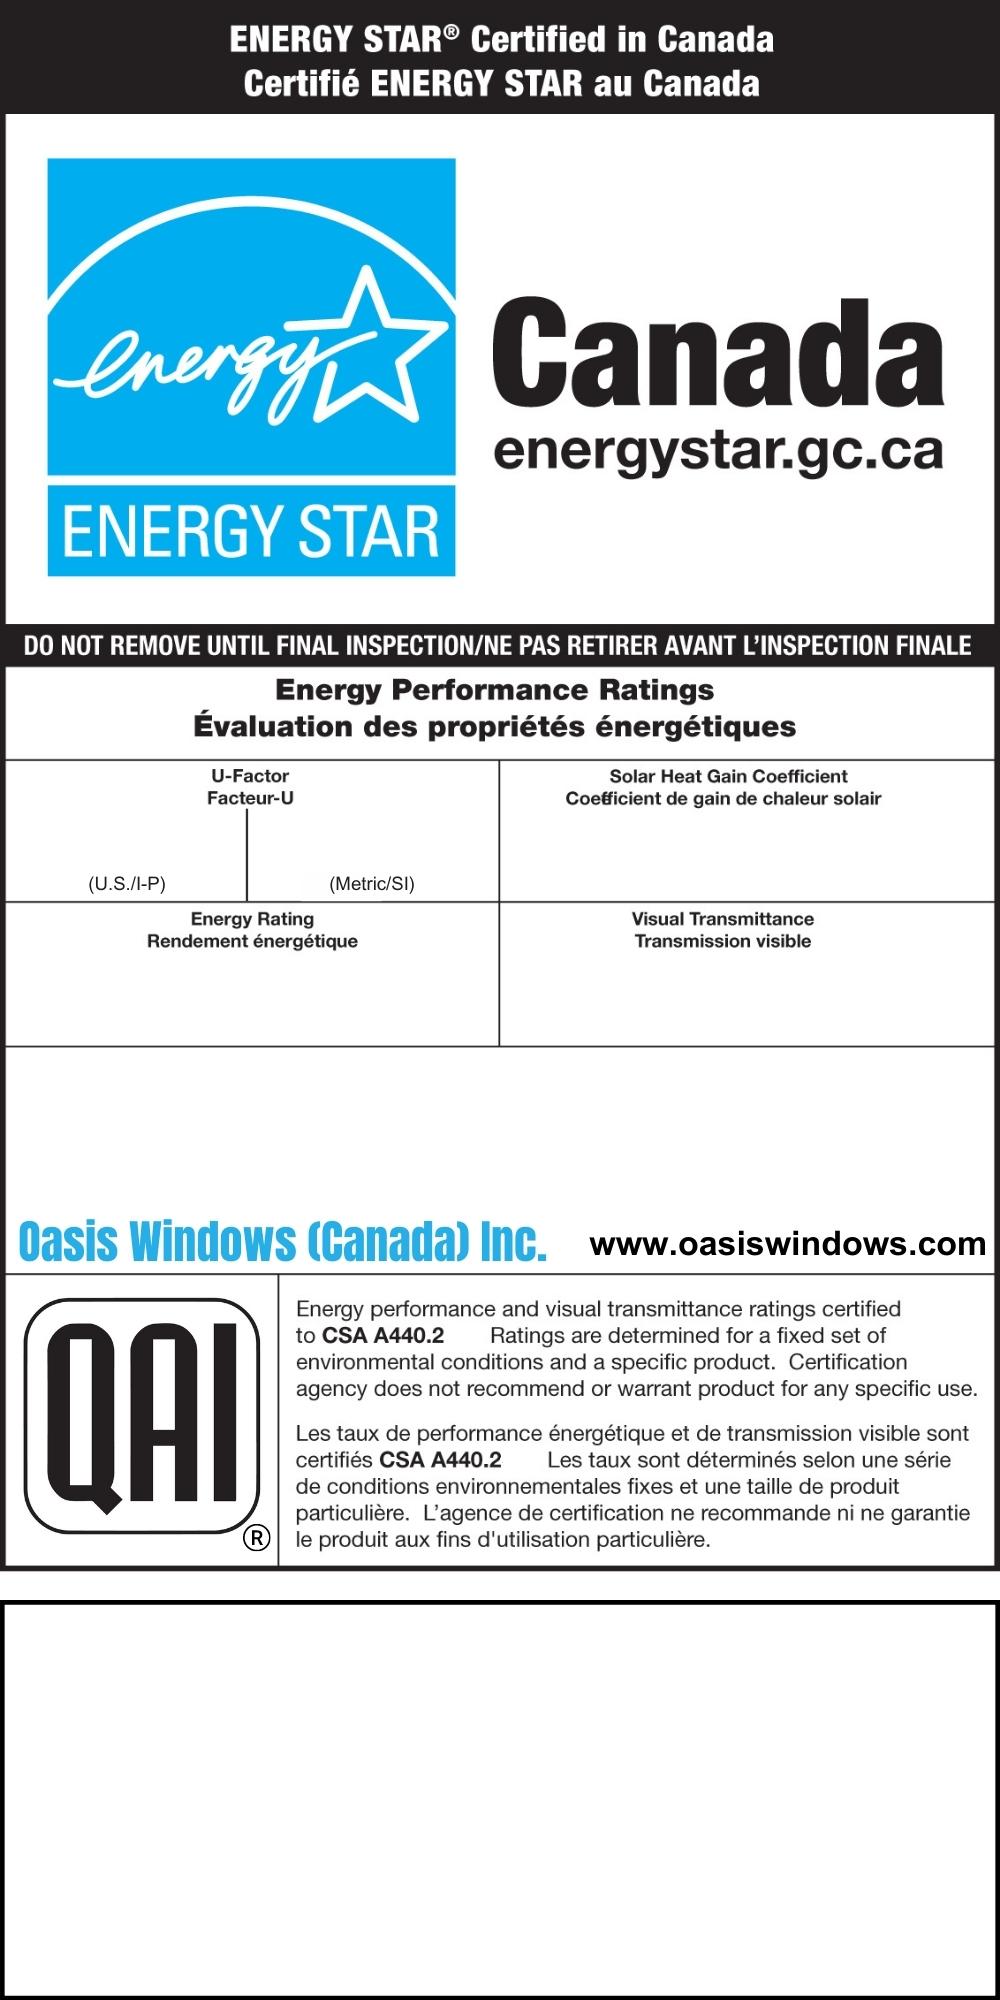 ENERGY STAR® Certified in Canada
Certifié ENERGY STAR au Canada
energy
ENERGY STAR
Canada
energystar.gc.ca
DO NOT REMOVE UNTIL FINAL INSPECTION/NE PAS RETIRER AVANT L'INSPECTION FINALE
Energy Performance Ratings
Évaluation des propriétés énergétiques
U-Factor
Facteur-U
(U.S./I-P)
(Metric/SI)
Solar Heat Gain Coefficient
Coefficient de gain de chaleur solair
Energy Rating
Rendement énergétique
Visual Transmittance
Transmission visible
Oasis Windows (Canada) Inc.
www.oasiswindows.com
QAI
®
Energy performance and visual transmittance ratings certified
to CSA A440.2 Ratings are determined for a fixed set of
environmental conditions and a specific product. Certification
agency does not recommend or warrant product for any specific use.
Les taux de performance énergétique et de transmission visible sont
certifiés CSA A440.2 Les taux sont déterminés selon une série
de conditions environnementales fixes et une taille de produit
particulière. L'agence de certification ne recommande ni ne garantie
le produit aux fins d'utilisation particulière.